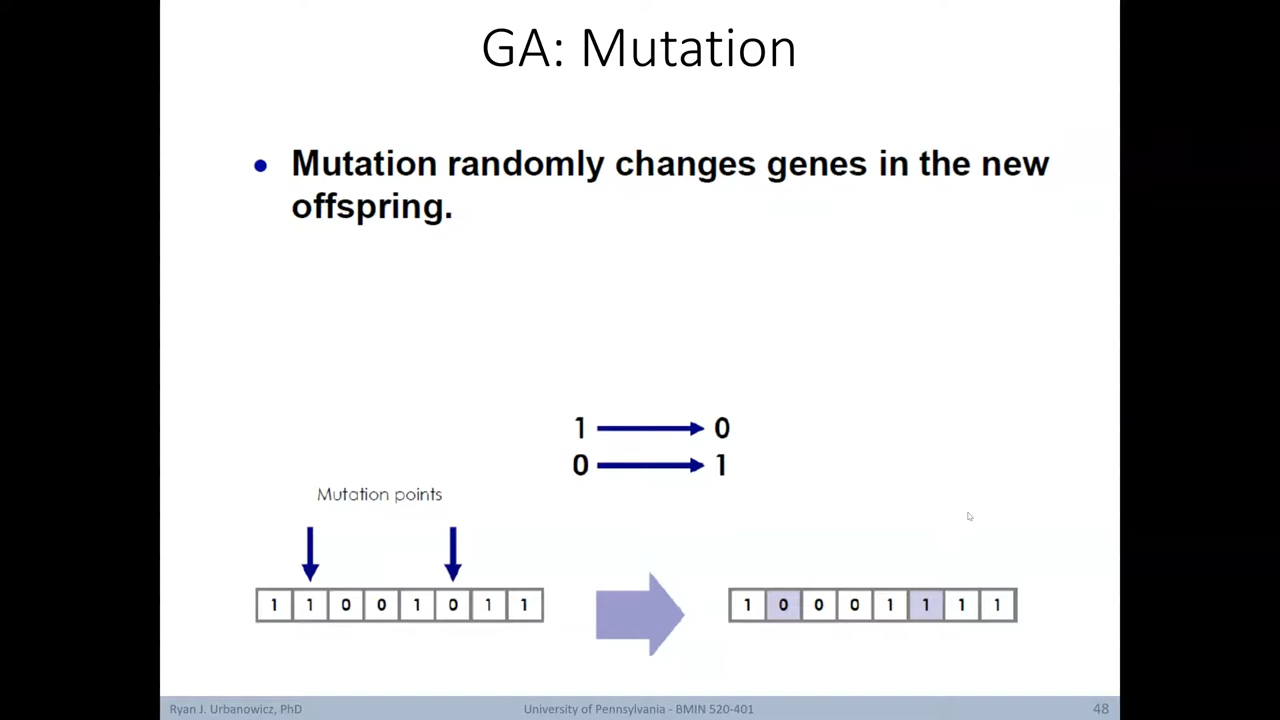 GA: Mutation
• Mutation randomly changes genes in the new
offspring.
1 → 0
0 → 1
Mutation points
1 1 0 0 1 0 1 1
1 0 0 0 1 1 1 1
Ryan J. Urbanowicz, PhD
University of Pennsylvania - BMIN 520-401
48